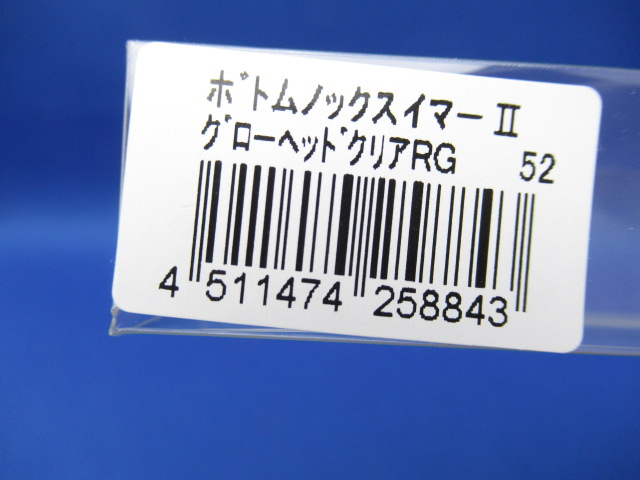 ﾎﾞﾄﾑﾉｯｸｽｲﾏｰⅡ
ｸﾞﾛｰﾍｯﾄﾞｸﾘｱRG 52
4 511474 258843